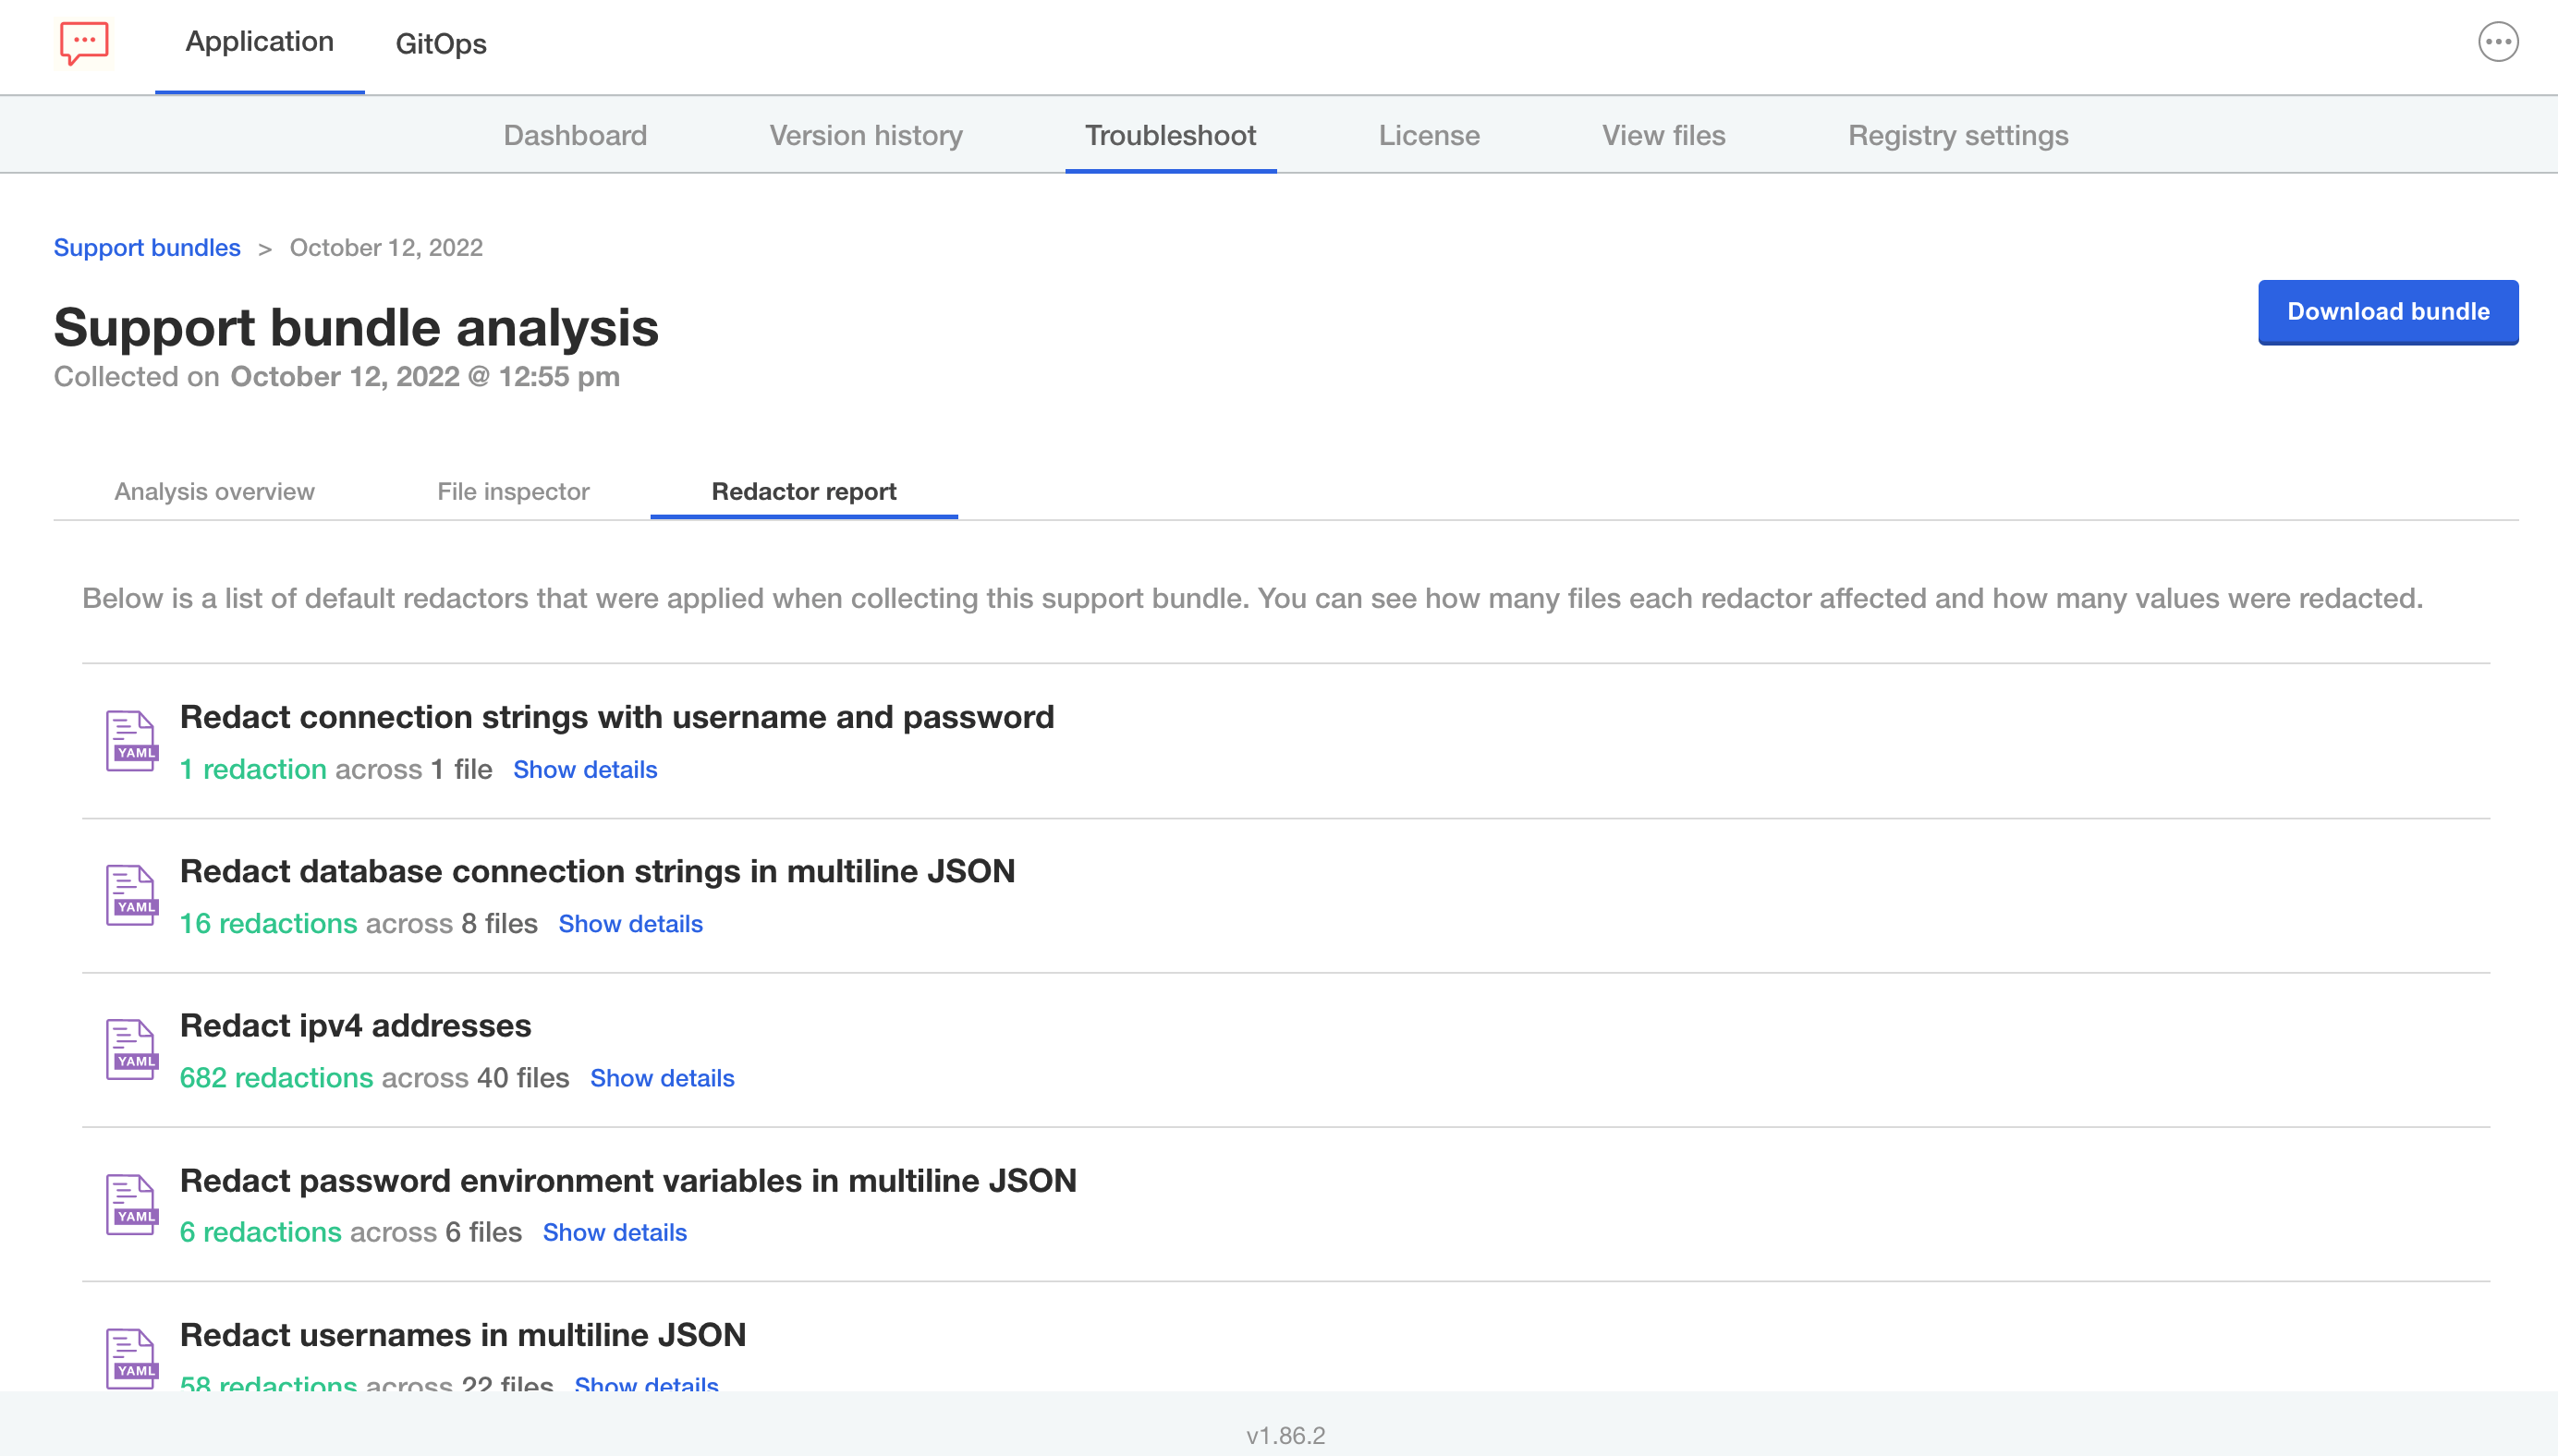 Application
GitOps
Dashboard
Version history
Troubleshoot
License
View files
Registry settings
Support bundles > October 12, 2022
Download bundle
Support bundle analysis
Collected on October 12, 2022 @ 12:55 pm
Analysis overview
File inspector
Redactor report
Below is a list of default redactors that were applied when collecting this support bundle. You can see how many files each redactor affected and how many values were redacted.
Redact connection strings with username and password
YAML
1 redaction across 1 file Show details
Redact database connection strings in multiline JSON
YAML
16 redactions across 8 files Show details
Redact ipv4 addresses
YAML
682 redactions across 40 files Show details
Redact password environment variables in multiline JSON
YAML
6 redactions across 6 files Show details
Redact usernames in multiline JSON
YAML
58 redactions across 22 files Show details
v1.86.2